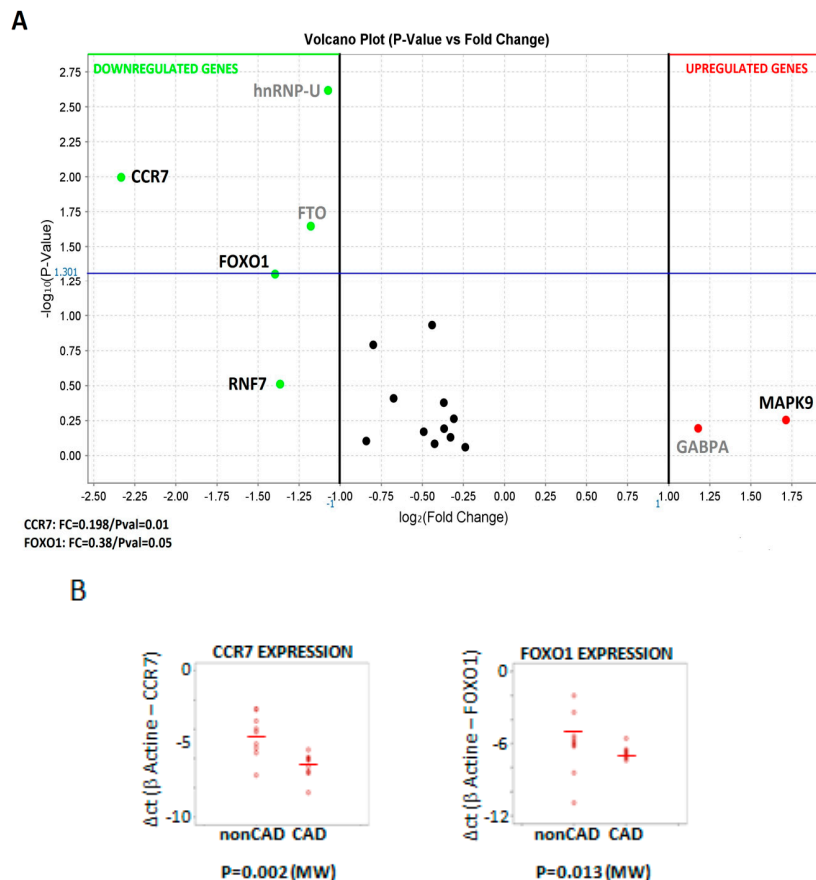 A
Volcano Plot (P-Value vs Fold Change)
DOWNREGULATED GENES
UPREGULATED GENES
-log₁₀(P-Value)
2.75
2.50
2.25
2.00
1.75
1.50
1.301
1.25
1.00
0.75
0.50
0.25
0.00
hnRNP-U
CCR7
FTO
FOXO1
RNF7
MAPK9
GABPA
-2.50 -2.25 -2.00 -1.75 -1.50 -1.25 -1.00 -0.75 -0.50 -0.25 0.00 0.25 0.50 0.75 1.00 1.25 1.50 1.75
-1 1
log₂(Fold Change)
CCR7: FC=0.198/Pval=0.01
FOXO1: FC=0.38/Pval=0.05
B
CCR7 EXPRESSION
Δct (β Actine – CCR7)
0
-5
-10
nonCAD CAD
P=0.002 (MW)
FOXO1 EXPRESSION
Δct (β Actine – FOXO1)
0
-6
-12
nonCAD CAD
P=0.013 (MW)